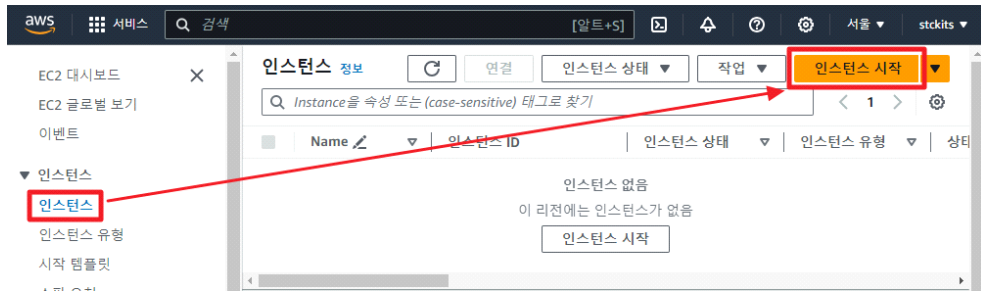 aws 서비스 검색 [알트+S] 서울 ▼ stckits ▼
EC2 대시보드
EC2 글로벌 보기
이벤트
▼ 인스턴스
인스턴스
인스턴스 유형
시작 템플릿
인스턴스 정보 연결 인스턴스 상태 ▼ 작업 ▼ 인스턴스 시작 ▼
Instance을 속성 또는 (case-sensitive) 태그로 찾기 < 1 >
Name 인스턴스 ID 인스턴스 상태 인스턴스 유형 상태
인스턴스 없음
이 리전에는 인스턴스가 없음
인스턴스 시작